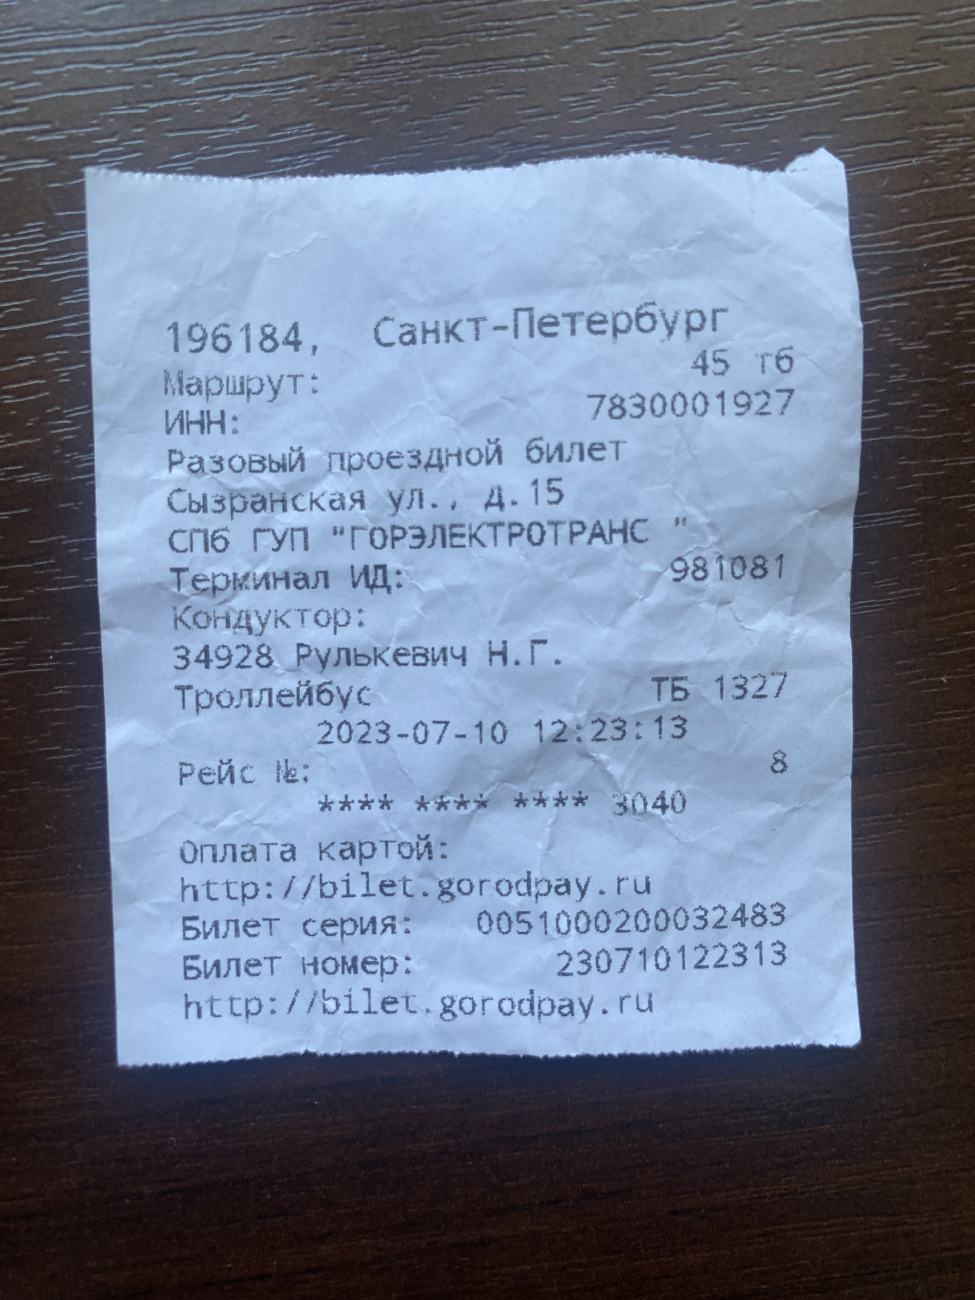 196184, Санкт-Петербург
Маршрут: 45 тб
ИНН: 7830001927
Разовый проездной билет
Сызранская ул., д.15
СПб ГУП "ГОРЭЛЕКТРОТРАНС "
Терминал ИД: 981081
Кондуктор:
34928 Рулькевич Н.Г.
Троллейбус ТБ 1327
2023-07-10 12:23:13
Рейс №: 8
**** **** **** 3040
Оплата картой:
http://bilet.gorodpay.ru
Билет серия: 0051000200032483
Билет номер: 230710122313
http://bilet.gorodpay.ru